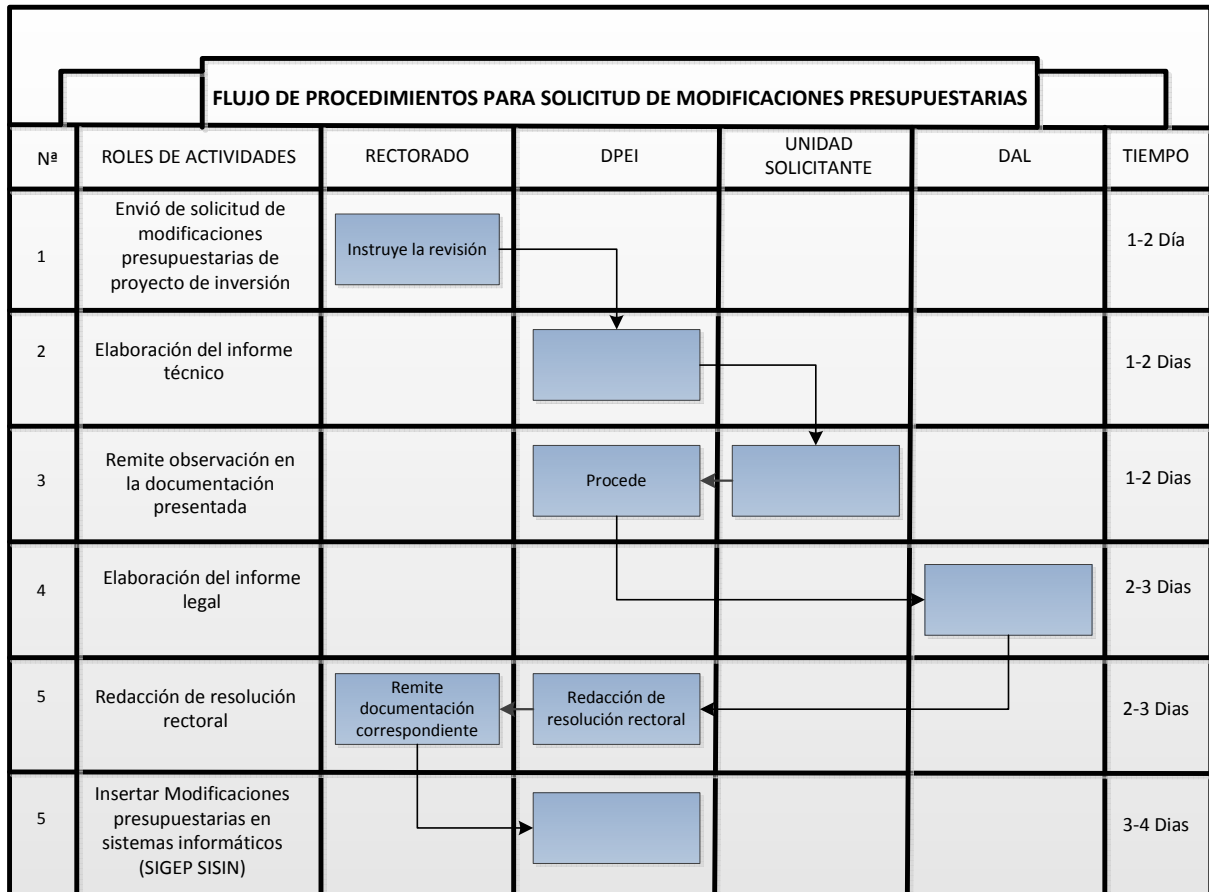 FLUJO DE PROCEDIMIENTOS PARA SOLICITUD DE MODIFICACIONES PRESUPUESTARIAS
Nª
ROLES DE ACTIVIDADES
RECTORADO
DPEI
UNIDAD
SOLICITANTE
DAL
TIEMPO
1
Envió de solicitud de
modificaciones
presupuestarias de
proyecto de inversión
Instruye la revisión
1-2 Día
2
Elaboración del informe
técnico
1-2 Dias
3
Remite observación en
la documentación
presentada
Procede
1-2 Dias
4
Elaboración del informe
legal
2-3 Dias
5
Redacción de resolución
rectoral
Remite
documentación
correspondiente
Redacción de
resolución rectoral
2-3 Dias
5
Insertar Modificaciones
presupuestarias en
sistemas informáticos
(SIGEP SISIN)
3-4 Dias